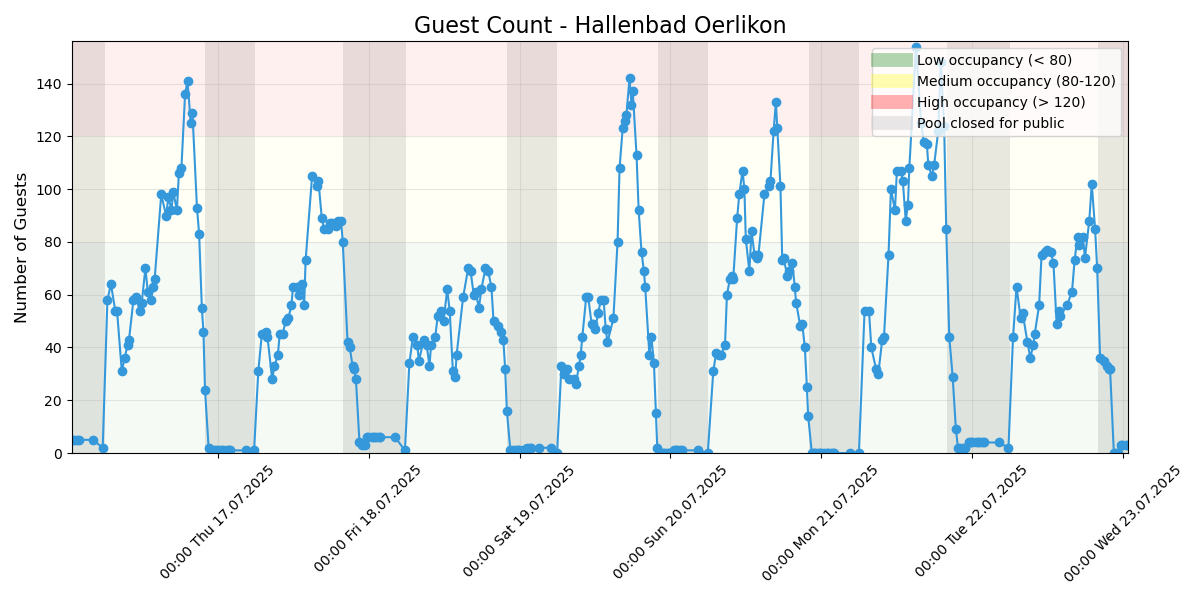 Guest Count - Hallenbad Oerlikon
Number of Guests
140
120
100
80
60
40
20
0
Low occupancy (< 80)
Medium occupancy (80-120)
High occupancy (> 120)
Pool closed for public
00:00 Thu 17.07.2025
00:00 Fri 18.07.2025
00:00 Sat 19.07.2025
00:00 Sun 20.07.2025
00:00 Mon 21.07.2025
00:00 Tue 22.07.2025
00:00 Wed 23.07.2025